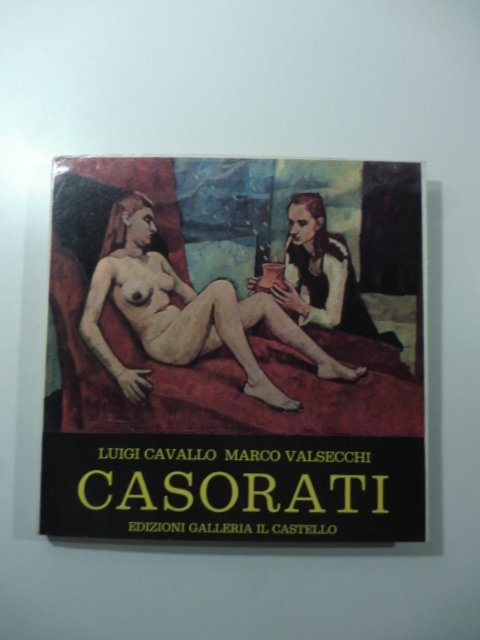 LUIGI CAVALLO MARCO VALSECCHI
CASORATI
EDIZIONI GALLERIA IL CASTELLO